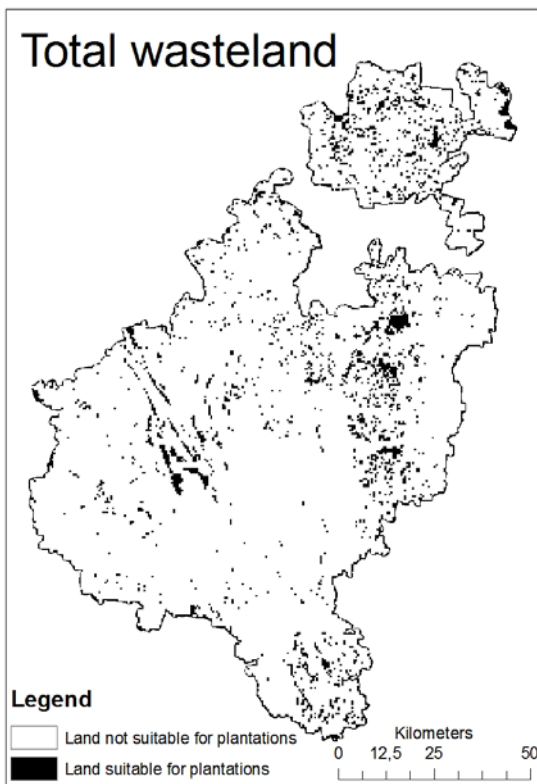 Total wasteland
Legend
Land not suitable for plantations
Land suitable for plantations
Kilometers
0 12,5 25 50